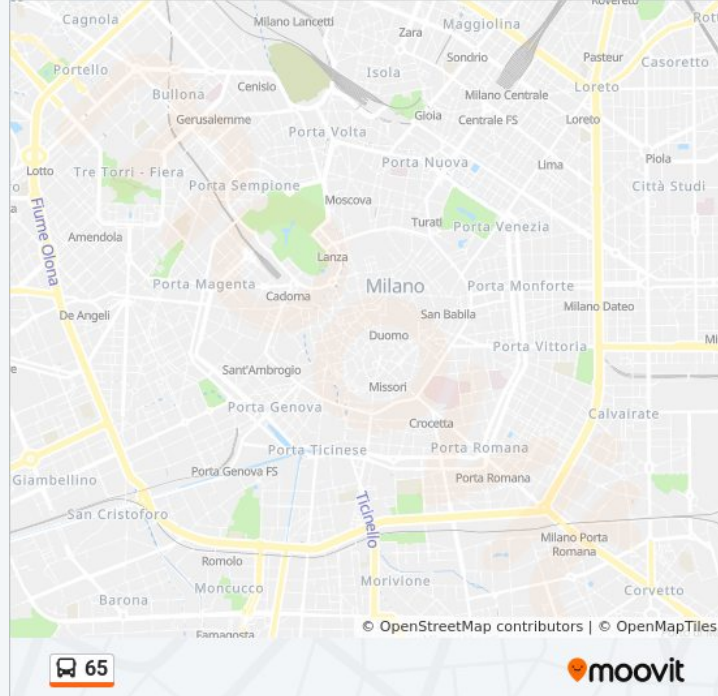 Rovereto
Cagnola
Milano Lancetti
Zara
Maggiolina
Sondrio
Pasteur
Casoretto
Portello
Isola
Bullona
Cenisio
Milano Centrale
Loreto
Gerusalemme
Gioia
Centrale FS
Loreto
Porta Volta
Lotto
Tre Torri - Fiera
Porta Nuova
Lima
Piola
Porta Sempione
Città Studi
Moscova
Fiume Olona
Amendola
Turati
Porta Venezia
Lanza
Porta Magenta
Cadorna
Milano
Porta Monforte
De Angeli
San Babila
Milano Dateo
Duomo
Porta Vittoria
Sant'Ambrogio
Missori
Porta Genova
Crocetta
Calvairate
Porta Ticinese
Porta Romana
Giambellino
Porta Genova FS
Porta Romana
San Cristoforo
Ticinello
Romolo
Milano Porta
Romana
Moncucco
Morivione
Corvetto
Barona
Famagosta
© OpenStreetMap contributors | © OpenMapTiles
65
moovit